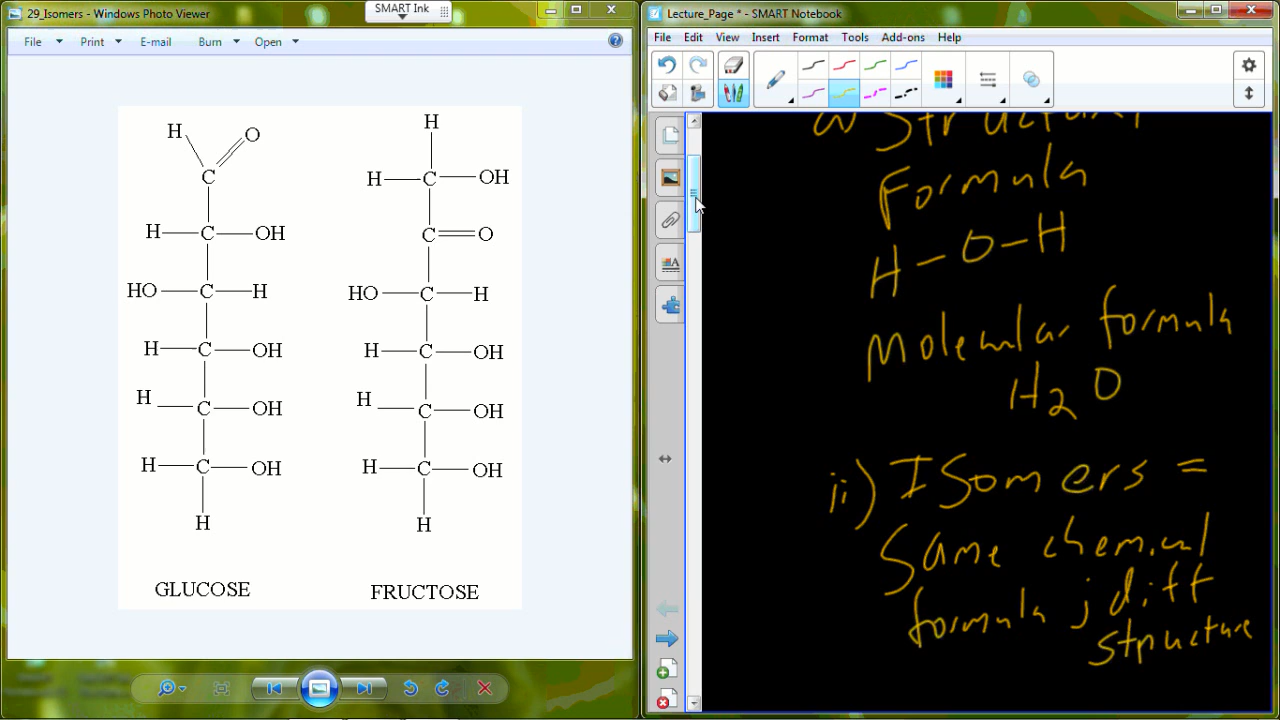 29_Isomers - Windows Photo Viewer
SMART Ink
File Print E-mail Burn Open
H O
C
H C OH
HO C H
H C OH
H C OH
H C OH
H
GLUCOSE
H
H C OH
C O
HO C H
H C OH
H C OH
H C OH
H
FRUCTOSE
Lecture_Page * - SMART Notebook
File Edit View Insert Format Tools Add-ons Help
Formula
H-O-H
Molecular formula
H2O
ii) Isomers =
Same chemical
formula ; diff
structure